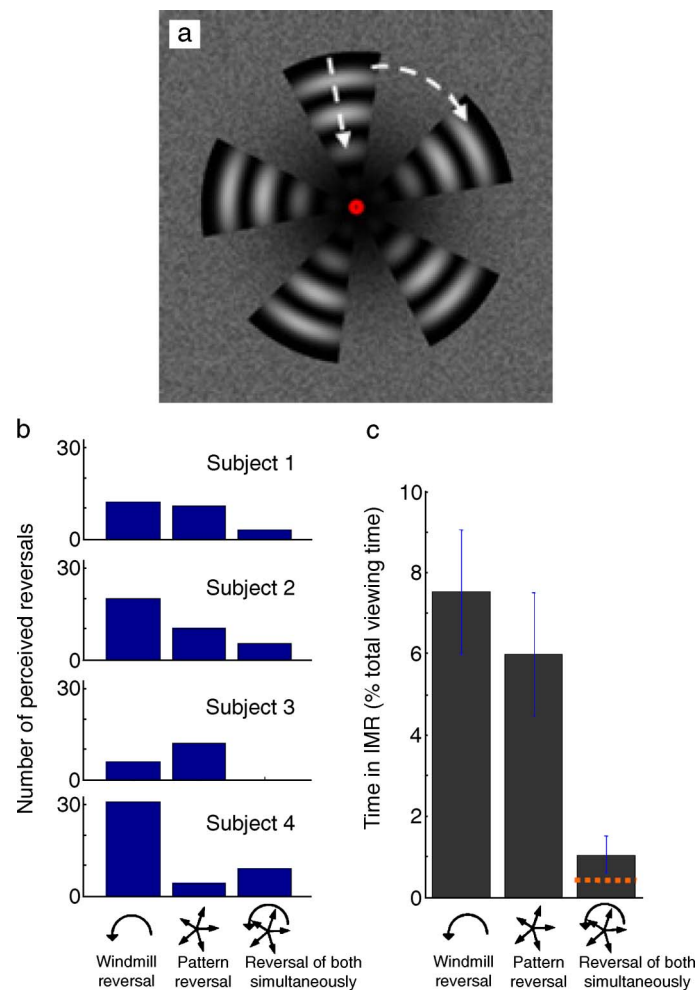 a
b
c
Number of perceived reversals
30
0
Subject 1
30
0
Subject 2
30
0
Subject 3
30
0
Subject 4
Windmill
reversal
Pattern
reversal
Reversal of both
simultaneously
Time in IMR (% total viewing time)
10
8
6
4
2
0
Windmill
reversal
Pattern
reversal
Reversal of both
simultaneously